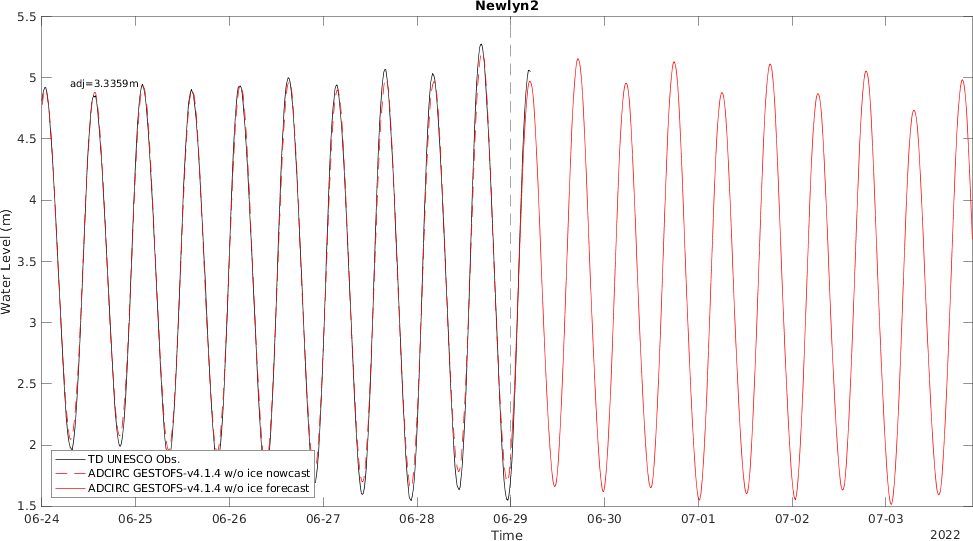 Newlyn2
5.5
5
4.5
4
3.5
3
2.5
2
1.5
Water Level (m)
adj=3.3359m
TD UNESCO Obs.
ADCIRC GESTOFS-v4.1.4 w/o ice nowcast
ADCIRC GESTOFS-v4.1.4 w/o ice forecast
06-24 06-25 06-26 06-27 06-28 06-29 06-30 07-01 07-02 07-03
Time
2022